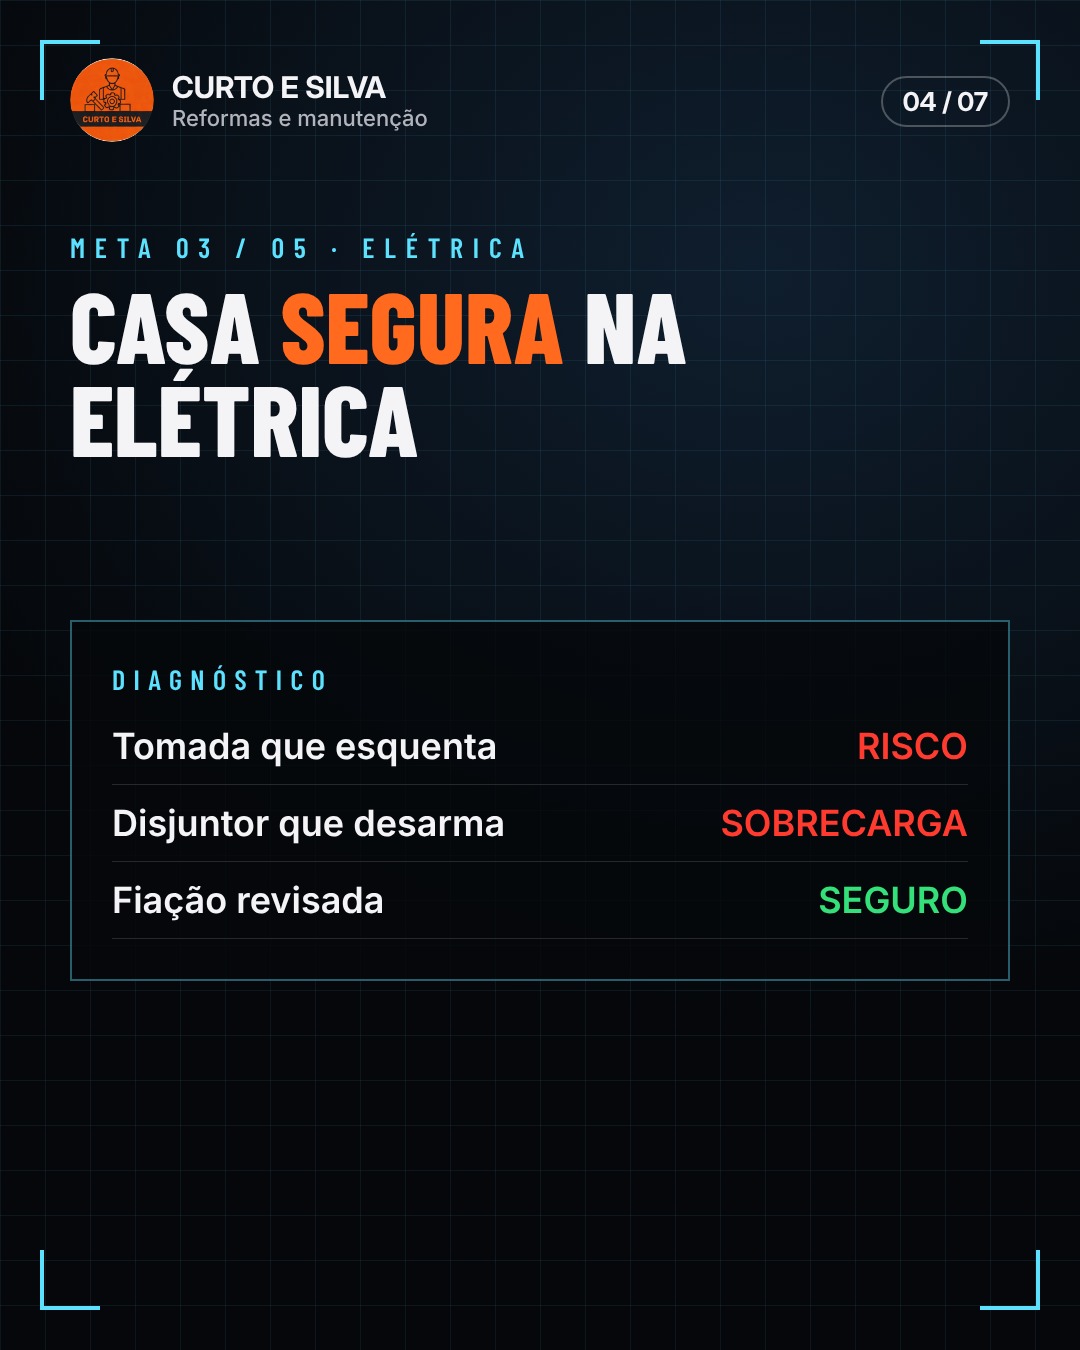 CURTO E SILVA
CURTO E SILVA
Reformas e manutenção
04 / 07
META 03 / 05 · ELÉTRICA
CASA SEGURA NA
ELÉTRICA
DIAGNÓSTICO
Tomada que esquenta RISCO
Disjuntor que desarma SOBRECARGA
Fiação revisada SEGURO